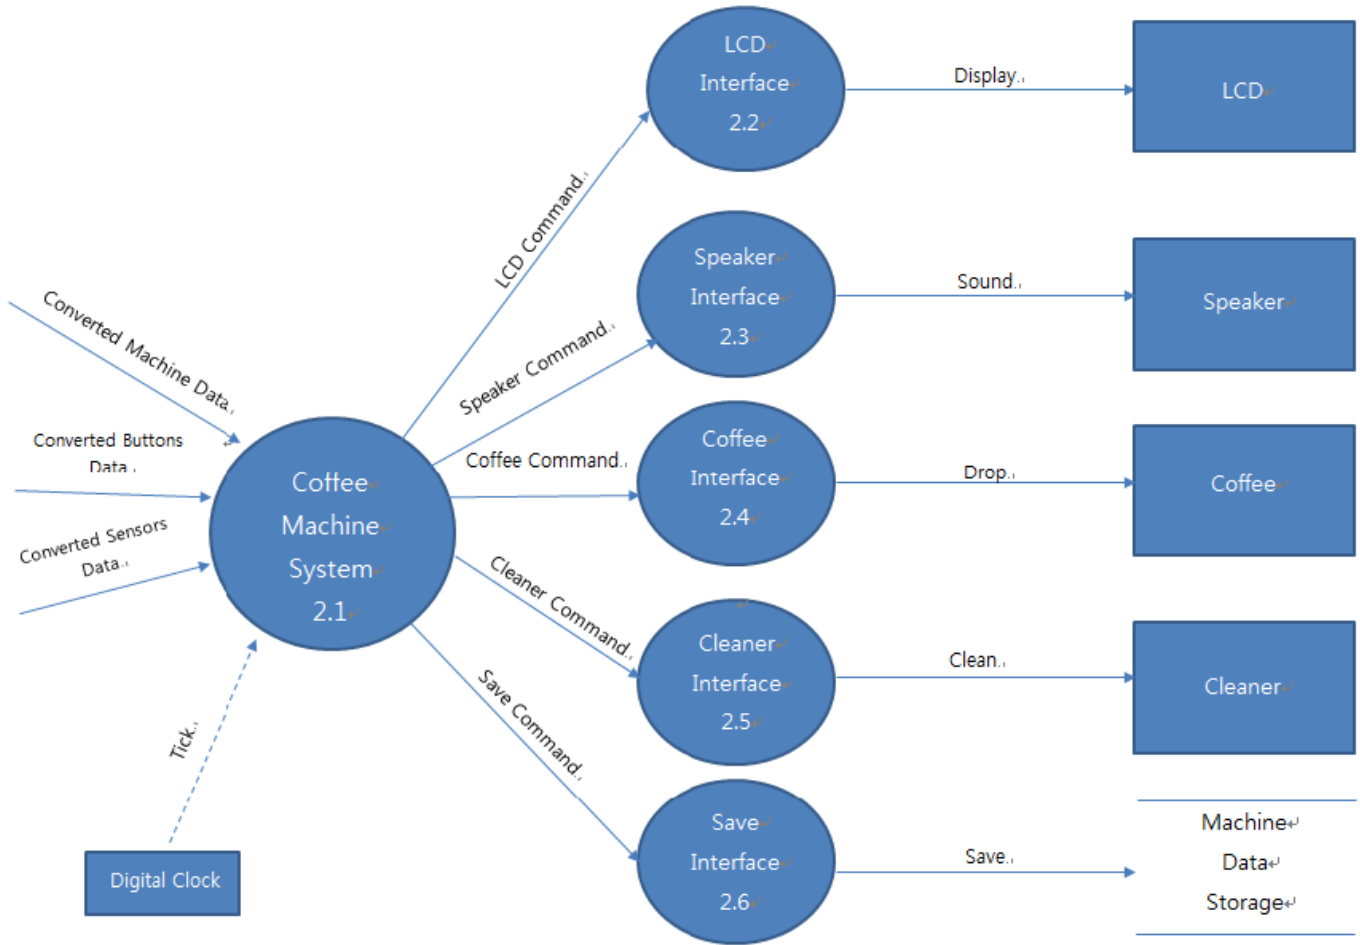 LCD
Interface
2.2
Display.
LCD
LCD Command.
Speaker
Interface
2.3
Sound.
Speaker
Speaker Command.
Converted Machine Data.
Converted Buttons
Data.
Converted Sensors
Data.
Coffee
Machine
System
2.1
Coffee Command.
Coffee
Interface
2.4
Drop.
Coffee
Cleaner Command.
Cleaner
Interface
2.5
Clean.
Cleaner
Save Command.
Save
Interface
2.6
Save.
Machine
Data
Storage
Tick.
Digital Clock